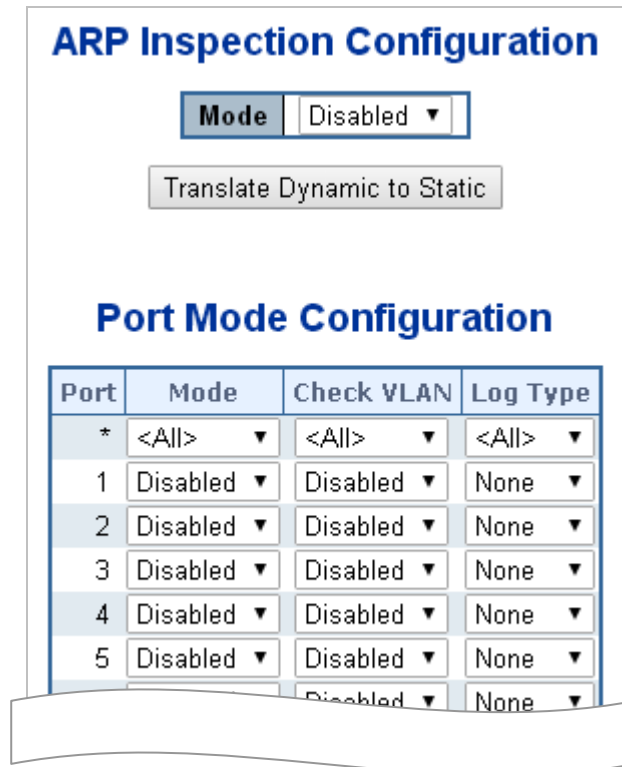 ARP Inspection Configuration
Mode Disabled
Translate Dynamic to Static
Port Mode Configuration
Port Mode Check VLAN Log Type
* <All> <All> <All>
1 Disabled Disabled None
2 Disabled Disabled None
3 Disabled Disabled None
4 Disabled Disabled None
5 Disabled Disabled None
Disabled None